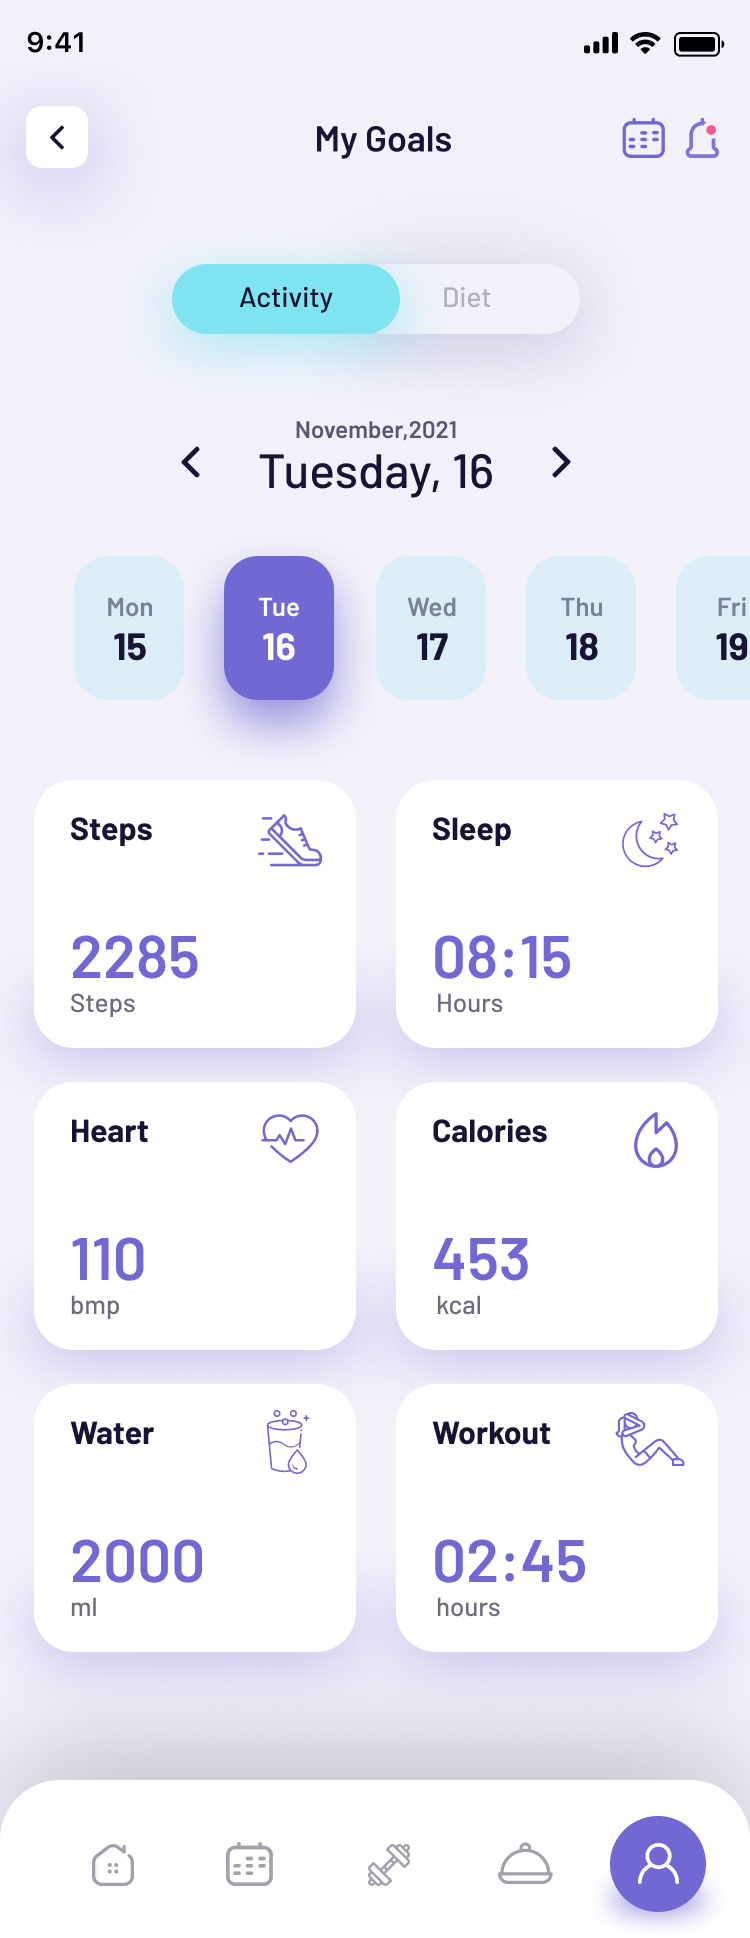 9:41
My Goals
Activity
Diet
November,2021
Tuesday, 16
Mon
15
Tue
16
Wed
17
Thu
18
Fri
19
Steps
2285
Steps
Sleep
08:15
Hours
Heart
110
bmp
Calories
453
kcal
Water
2000
ml
Workout
02:45
hours